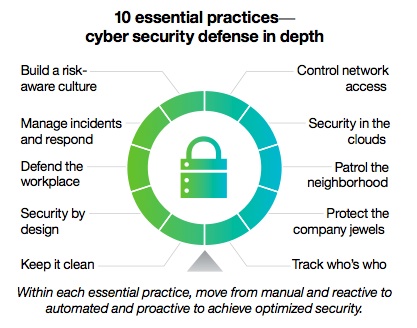 10 essential practices—
cyber security defense in depth
Build a risk-
aware culture
Manage incidents
and respond
Defend the
workplace
Security by
design
Keep it clean
Control network
access
Security in the
clouds
Patrol the
neighborhood
Protect the
company jewels
Track who's who
Within each essential practice, move from manual and reactive to
automated and proactive to achieve optimized security.